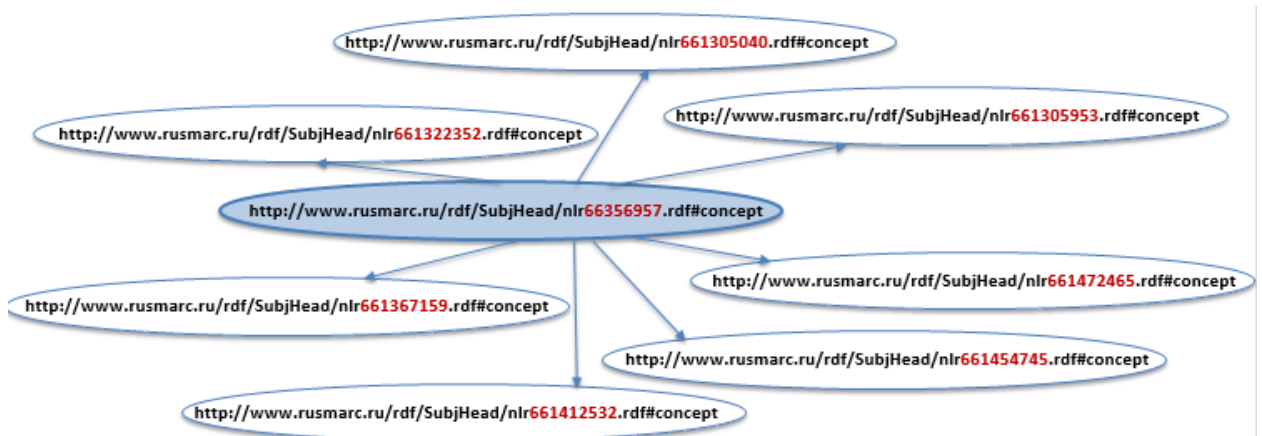 http://www.rusmarc.ru/rdf/SubjHead/nlr661305040.rdf#concept
http://www.rusmarc.ru/rdf/SubjHead/nlr661305953.rdf#concept
http://www.rusmarc.ru/rdf/SubjHead/nlr661322352.rdf#concept
http://www.rusmarc.ru/rdf/SubjHead/nlr66356957.rdf#concept
http://www.rusmarc.ru/rdf/SubjHead/nlr661472465.rdf#concept
http://www.rusmarc.ru/rdf/SubjHead/nlr661367159.rdf#concept
http://www.rusmarc.ru/rdf/SubjHead/nlr661454745.rdf#concept
http://www.rusmarc.ru/rdf/SubjHead/nlr661412532.rdf#concept